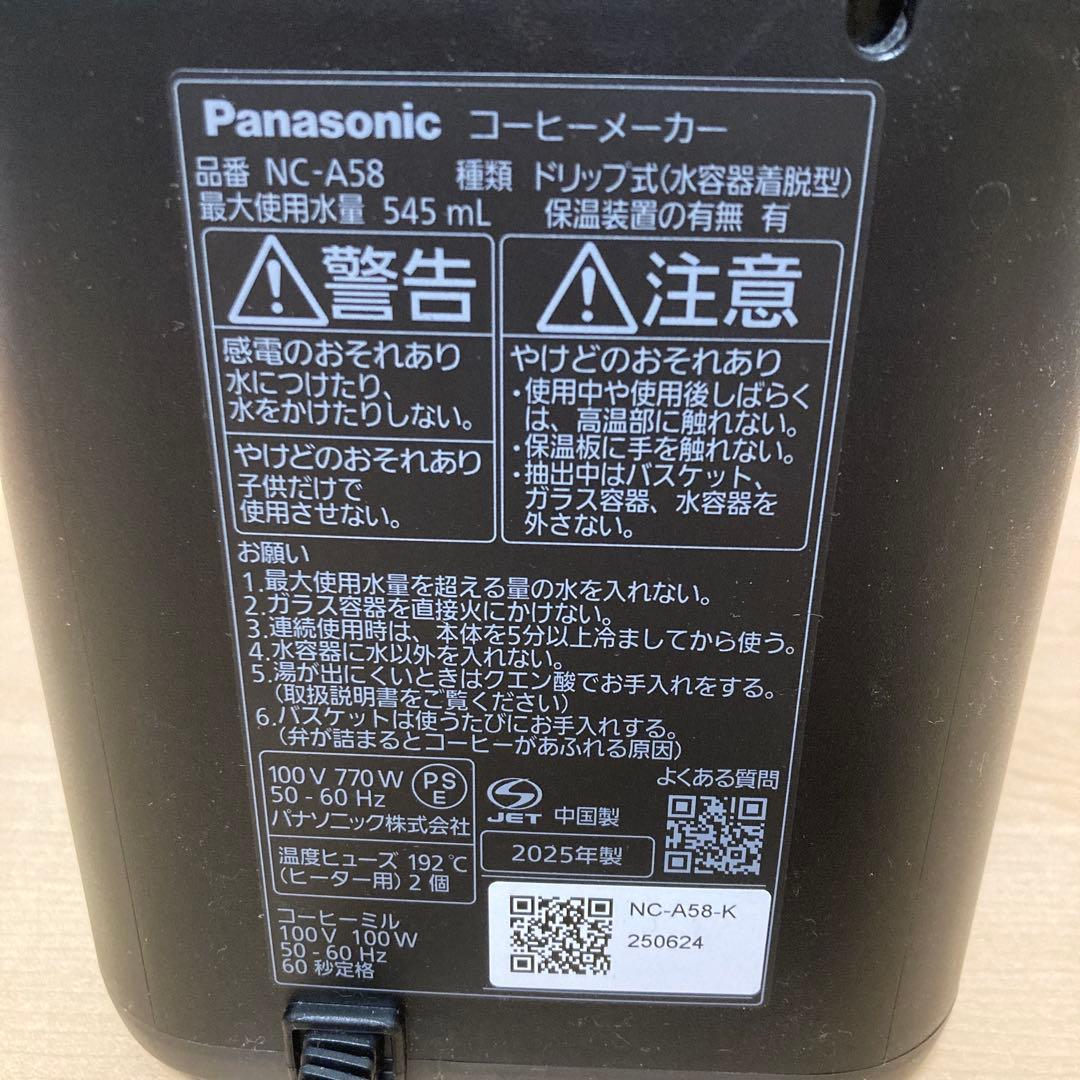 Panasonic コーヒーメーカー
品番 NC-A58 種類 ドリップ式(水容器着脱型)
最大使用水量 545 mL 保温装置の有無 有
警告
感電のおそれあり
水につけたり、
水をかけたりしない。
やけどのおそれあり
子供だけで
使用させない。
注意
やけどのおそれあり
・使用中や使用後しばらく
は、高温部に触れない。
・保温板に手を触れない。
・抽出中はバスケット、
ガラス容器、水容器を
外さない。
お願い
1.最大使用水量を超える量の水を入れない。
2.ガラス容器を直接火にかけない。
3.連続使用時は、本体を5分以上冷ましてから使う。
4.水容器に水以外を入れない。
5.湯が出にくいときはクエン酸でお手入れをする。
(取扱説明書をご覧ください)
6.バスケットは使うたびにお手入れする。
(弁が詰まるとコーヒーがあふれる原因)
100 V 770 W
50 - 60 Hz
PS
E
パナソニック株式会社
温度ヒューズ 192℃
(ヒーター用) 2 個
コーヒーミル
100 V 100 W
50 - 60 Hz
60 秒定格
JET 中国製
2025年製
よくある質問
NC-A58-K
250624